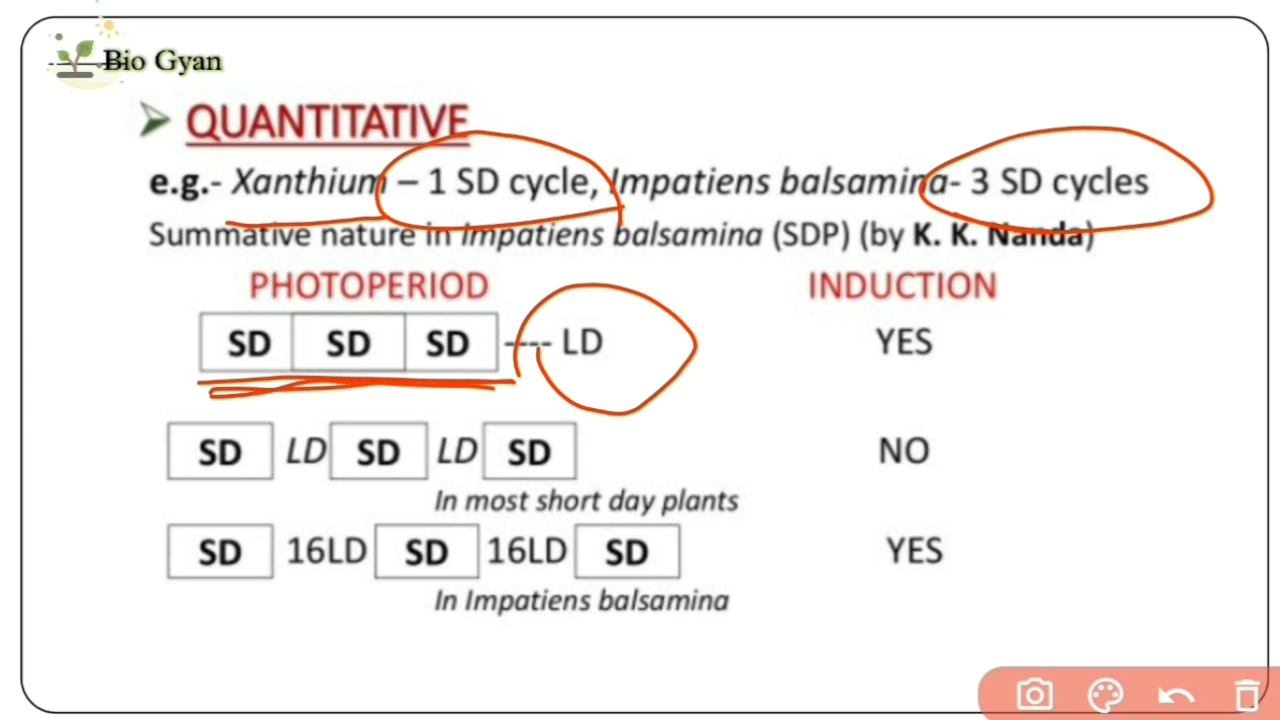 Bio Gyan
QUANTITATIVE
e.g.- Xanthium – 1 SD cycle, Impatiens balsamina- 3 SD cycles
Summative nature in Impatiens balsamina (SDP) (by K. K. Nanda)
PHOTOPERIOD INDUCTION
SD SD SD ---- LD YES
SD LD SD LD SD NO
In most short day plants
SD 16LD SD 16LD SD YES
In Impatiens balsamina